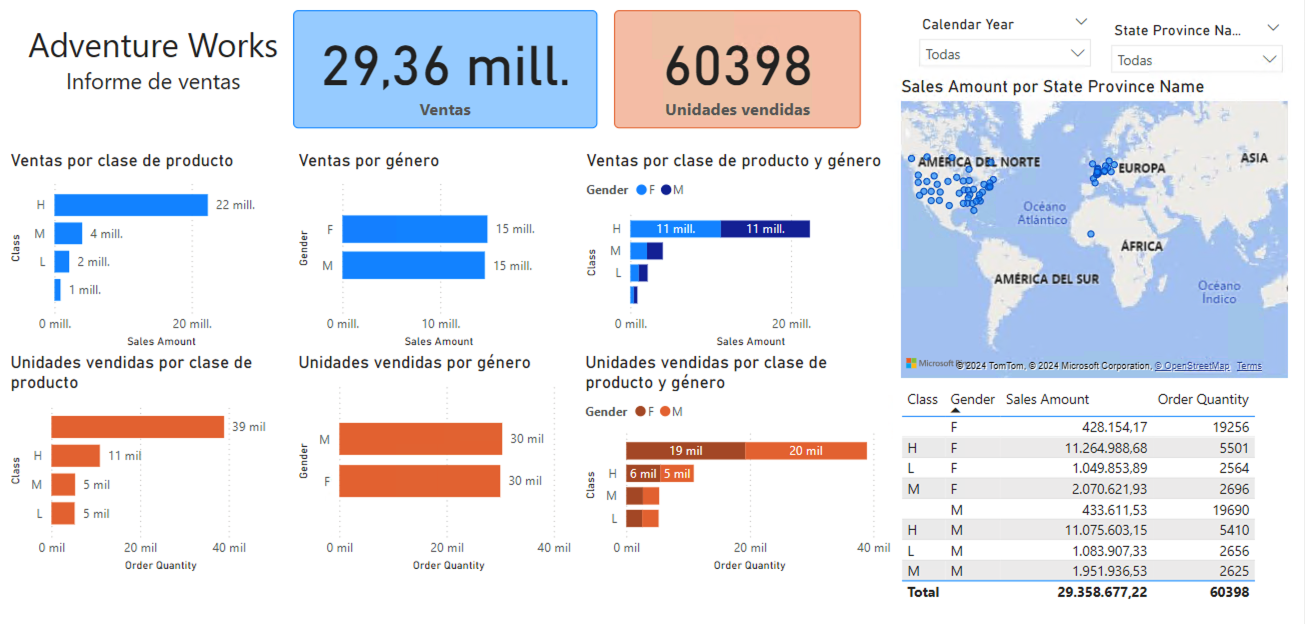 Adventure Works
Informe de ventas
29,36 mill.
Ventas
60398
Unidades vendidas
Calendar Year
Todas
State Province Na...
Todas
Ventas por clase de producto
Class
H 22 mill.
M 4 mill.
L 2 mill.
1 mill.
0 mill. 20 mill.
Sales Amount
Ventas por género
Gender
F 15 mill.
M 15 mill.
0 mill. 10 mill.
Sales Amount
Ventas por clase de producto y género
Gender F M
Class
H 11 mill. 11 mill.
M
L
0 mill. 20 mill.
Sales Amount
Sales Amount por State Province Name
AMÉRICA DEL NORTE
EUROPA
ASIA
Océano
Atlántico
ÁFRICA
AMÉRICA DEL SUR
Océano
Índico
Microsoft
© 2024 TomTom, © 2024 Microsoft Corporation, © OpenStreetMap Terms
Unidades vendidas por clase de
producto
Class
39 mil
H 11 mil
M 5 mil
L 5 mil
0 mil 20 mil 40 mil
Order Quantity
Unidades vendidas por género
Gender
M 30 mil
F 30 mil
0 mil 20 mil 40 mil
Order Quantity
Unidades vendidas por clase de
producto y género
Gender F M
Class
19 mil 20 mil
H 6 mil 5 mil
M
L
0 mil 20 mil 40 mil
Order Quantity
Class Gender Sales Amount Order Quantity
F 428.154,17 19256
H F 11.264.988,68 5501
L F 1.049.853,89 2564
M F 2.070.621,93 2696
M 433.611,53 19690
H M 11.075.603,15 5410
L M 1.083.907,33 2656
M M 1.951.936,53 2625
Total 29.358.677,22 60398